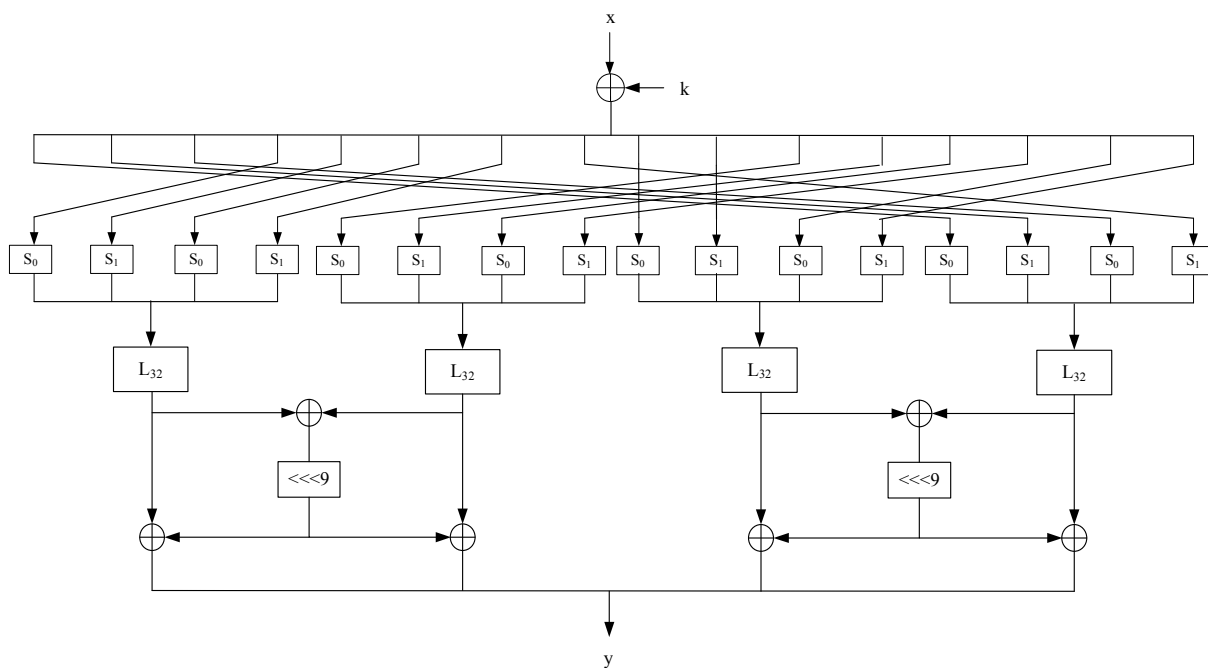 x
k
S₀ S₁ S₀ S₁ S₀ S₁ S₀ S₁ S₀ S₁ S₀ S₁ S₀ S₁ S₀ S₁
L₃₂ L₃₂ L₃₂ L₃₂
<<<9 <<<9
y